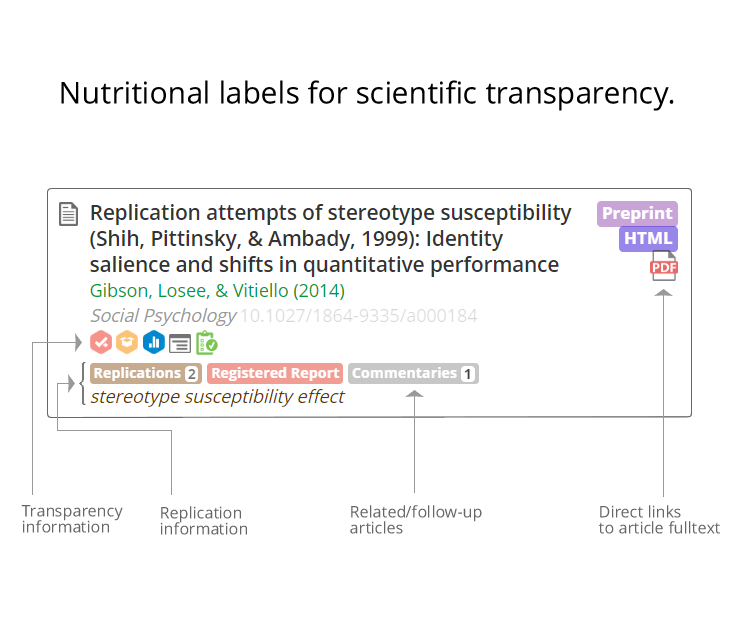 Nutritional labels for scientific transparency.
Replication attempts of stereotype susceptibility
(Shih, Pittinsky, & Ambady, 1999): Identity
salience and shifts in quantitative performance
Preprint
HTML
PDF
Gibson, Losee, & Vitiello (2014)
Social Psychology 10.1027/1864-9335/a000184
Replications 2 Registered Report Commentaries 1
stereotype susceptibility effect
Transparency
information
Replication
information
Related/follow-up
articles
Direct links
to article fulltext